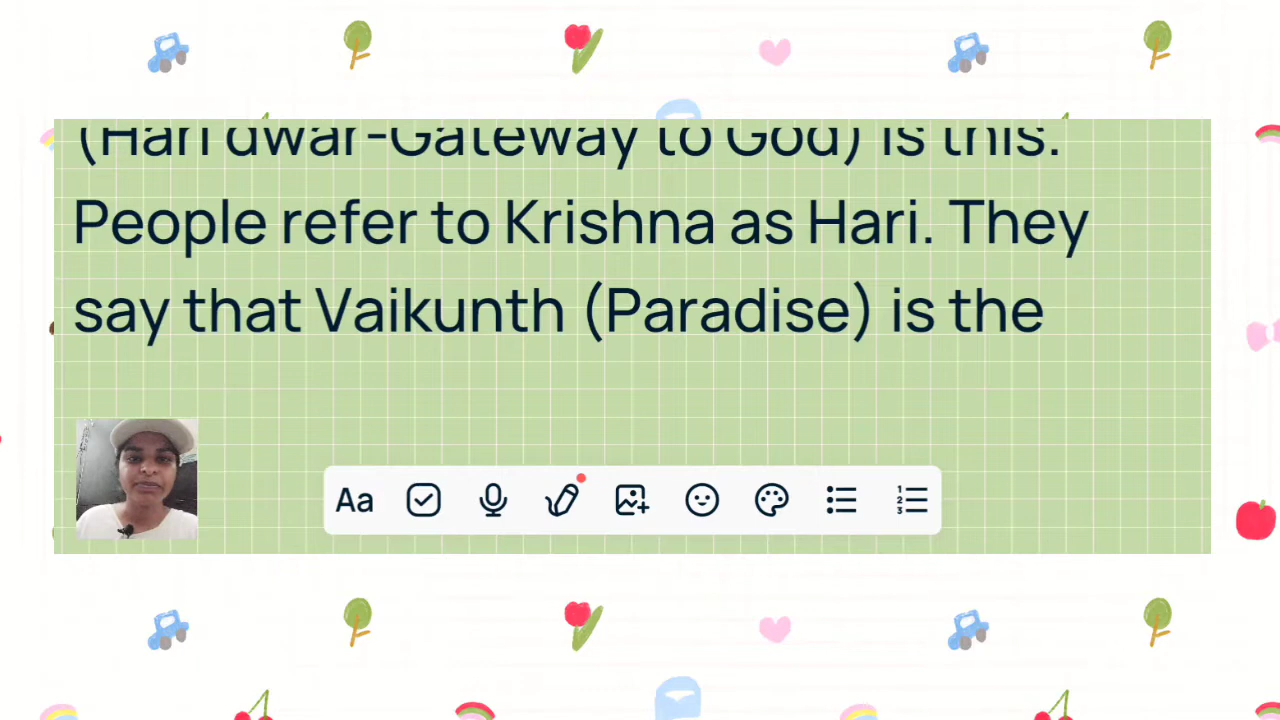 (Hari dwar-Gateway to God) is this.
People refer to Krishna as Hari. They
say that Vaikunth (Paradise) is the
Aa